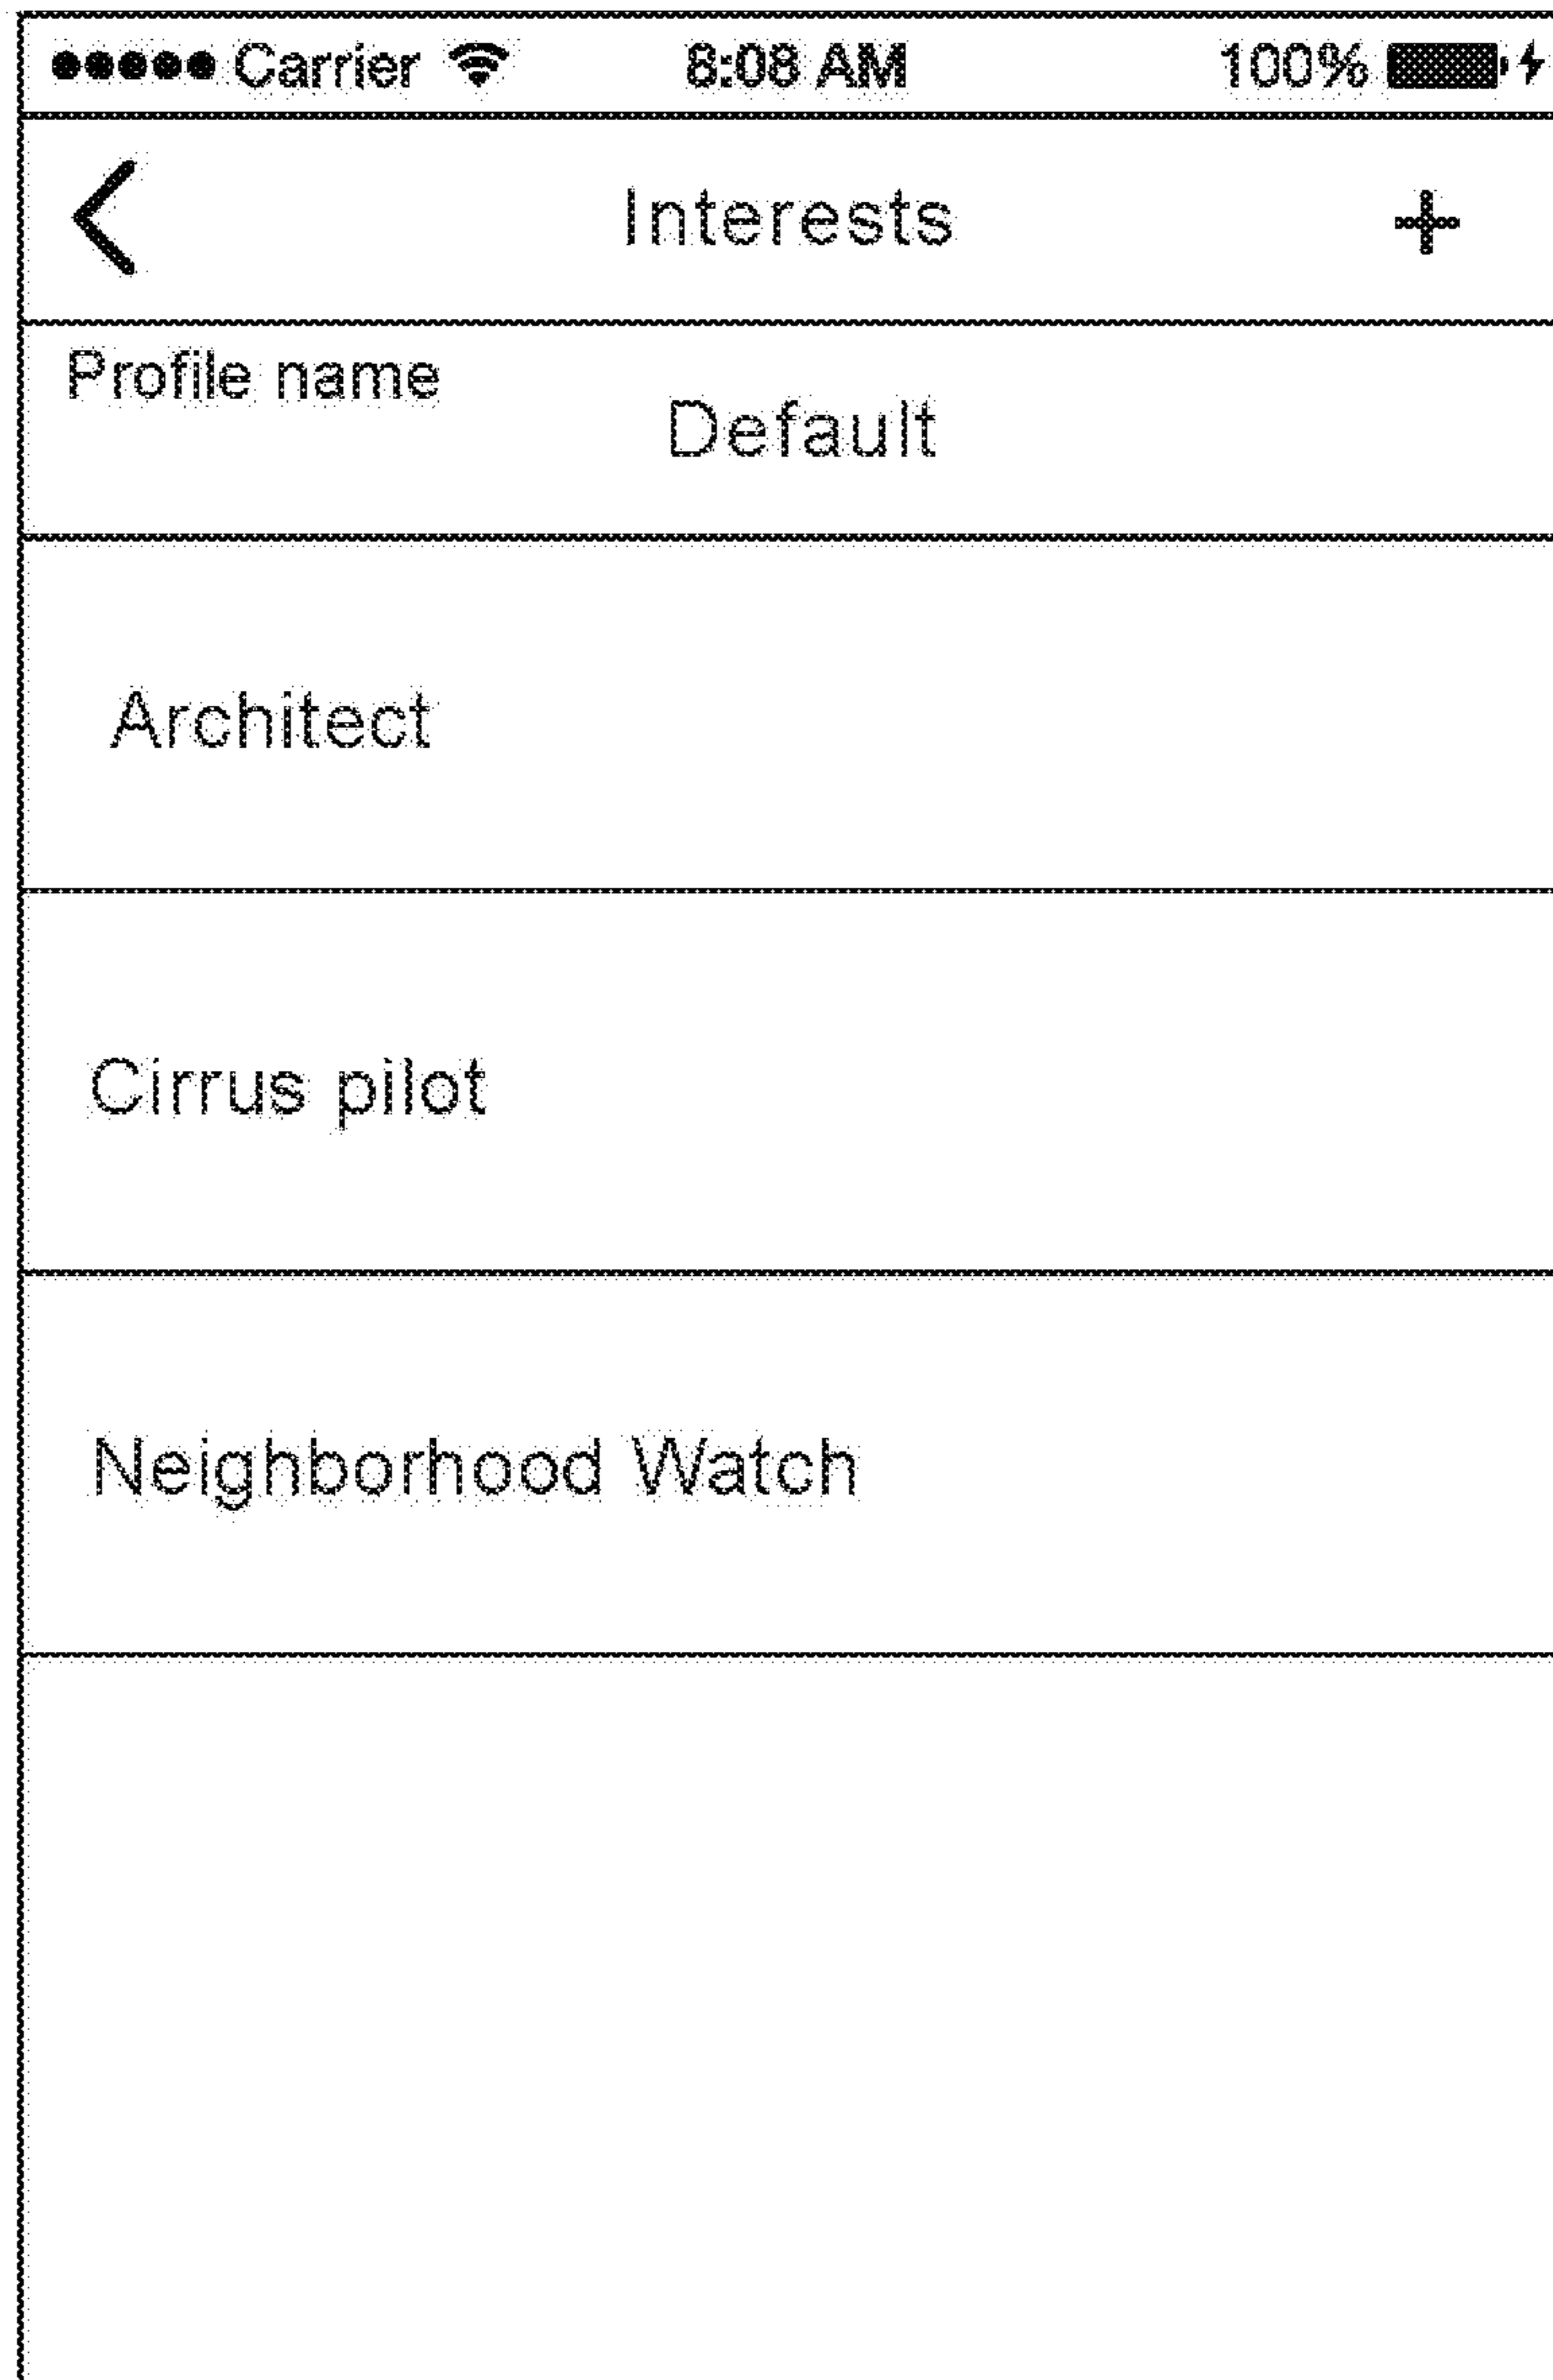 Carrier 8:08 AM 100%
Interests +
Profile name
Default
Architect
Cirrus pilot
Neighborhood Watch